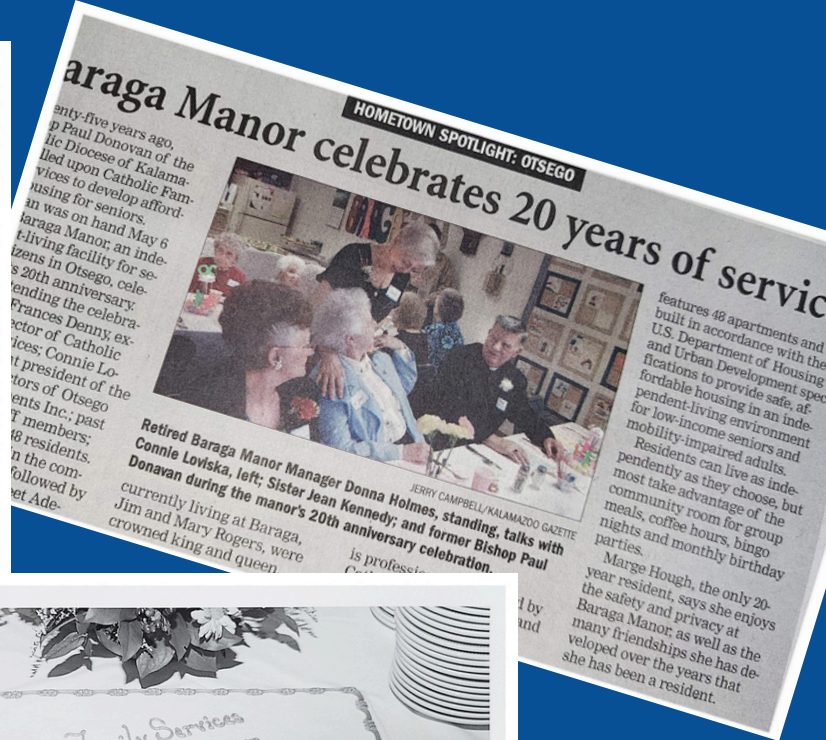 HOMETOWN SPOTLIGHT: OTSEGO
araga Manor celebrates 20 years of servic
enty-five years ago,
p Paul Donovan of the
lic Diocese of Kalama-
lled upon Catholic Fam-
vices to develop afford-
ousing for seniors.
an was on hand May 6
Baraga Manor, an inde-
t-living facility for se-
izens in Otsego, cele-
s 20th anniversary.
ending the celebra-
Frances Denny, ex-
ector of Catholic
ices; Connie Lo-
nt president of the
tors of Otsego
ents Inc.; past
ff members;
48 residents.
in the com-
followed by
et Ade-
JERRY CAMPBELL/KALAMAZOO GAZETTE
Retired Baraga Manor Manager Donna Holmes, standing, talks with
Connie Loviska, left; Sister Jean Kennedy; and former Bishop Paul
Donavan during the manor's 20th anniversary celebration.
currently living at Baraga,
Jim and Mary Rogers, were
crowned king and queen
is professi
d by
and
features 48 apartments and
built in accordance with the
U.S. Department of Housing
and Urban Development spec
fications to provide safe, af-
fordable housing in an inde-
pendent-living environment
for low-income seniors and
mobility-impaired adults.
Residents can live as inde-
pendently as they choose, but
most take advantage of the
community room for group
meals, coffee hours, bingo
nights and monthly birthday
parties.
Marge Hough, the only 20-
year resident, says she enjoys
the safety and privacy at
Baraga Manor, as well as the
many friendships she has de-
veloped over the years that
she has been a resident.
Family Services